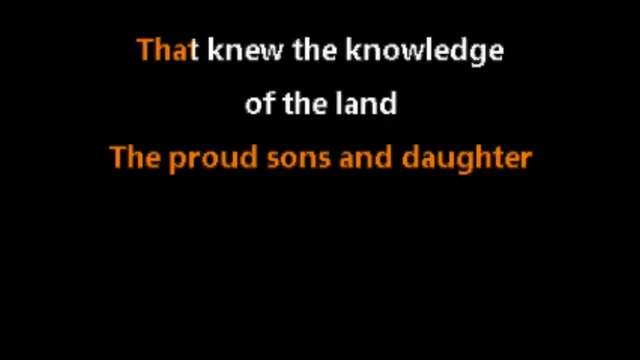 That knew the knowledge
of the land
The proud sons and daughter